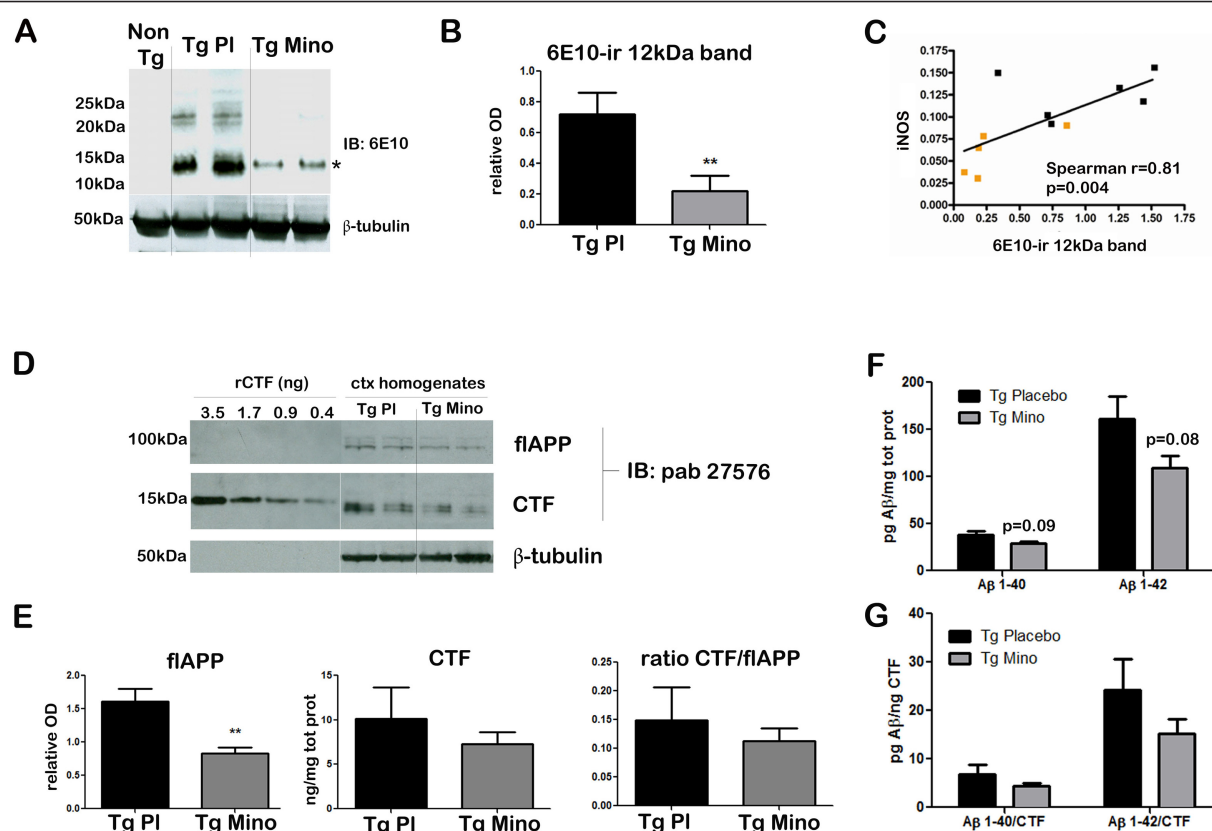 A
Non
Tg
Tg Pl
Tg Mino
25kDa
20kDa
15kDa
10kDa
50kDa
IB: 6E10
*
β-tubulin
B
6E10-ir 12kDa band
relative OD
1.0
0.8
0.6
0.4
0.2
0.0
**
Tg Pl
Tg Mino
C
iNOS
0.175
0.150
0.125
0.100
0.075
0.050
0.025
0.000
Spearman r=0.81
p=0.004
0.00 0.25 0.50 0.75 1.00 1.25 1.50 1.75
6E10-ir 12kDa band
D
rCTF (ng)
ctx homogenates
3.5 1.7 0.9 0.4
Tg Pl
Tg Mino
100kDa
flAPP
15kDa
CTF
IB: pab 27576
50kDa
β-tubulin
E
flAPP
relative OD
2.0
1.5
1.0
0.5
0.0
**
Tg Pl
Tg Mino
CTF
ng/mg tot prot
15
10
5
0
Tg Pl
Tg Mino
ratio CTF/flAPP
0.25
0.20
0.15
0.10
0.05
0.00
Tg Pl
Tg Mino
F
pg Aβ/mg tot prot
200
150
100
50
0
Tg Placebo
Tg Mino
p=0.09
p=0.08
Aβ 1-40
Aβ 1-42
G
pg Aβ/ng CTF
40
30
20
10
0
Tg Placebo
Tg Mino
Aβ 1-40/CTF
Aβ 1-42/CTF